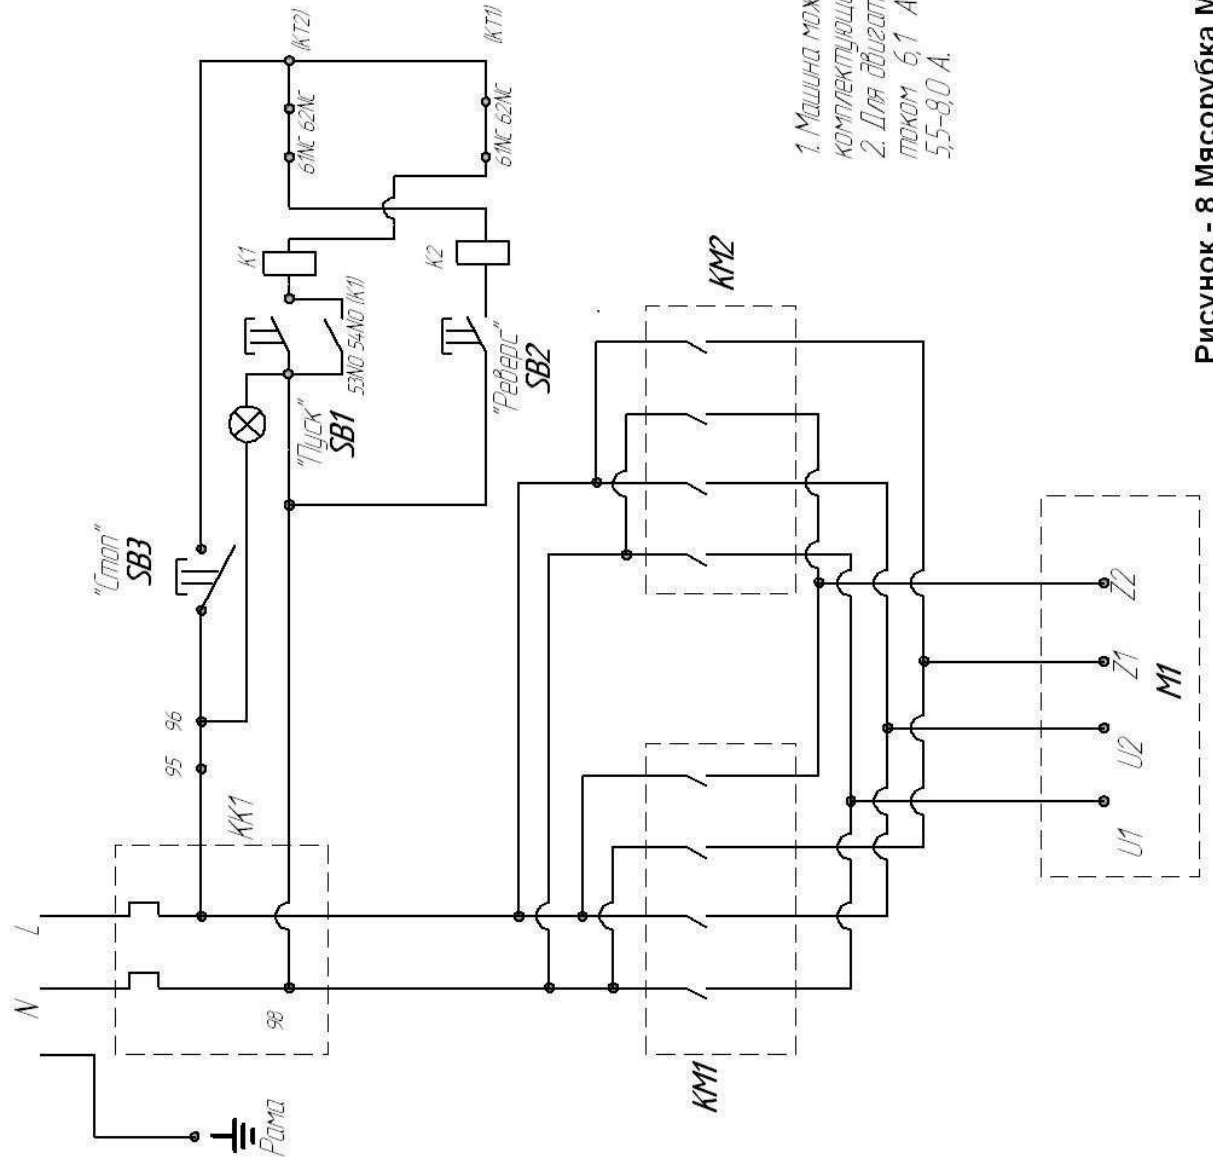 L
N
Рама
KK1
98
95
96
"Стоп"
SB3
"Пуск"
SB1
53NO 54NO (K1)
K1
"Реверс"
SB2
K2
61NC 62NC
(KT2)
61NC 62NC
(KT1)
KM1
KM2
U1
U2
Z1
Z2
M1
1. Машина
комплектующи
2. Для двигат
током 6,1 А
5,5-8,0 А.
Рисунок - 8 Мясорубка М